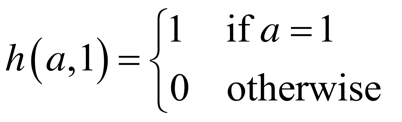 h(a,1) = { 1 if a = 1
0 otherwise